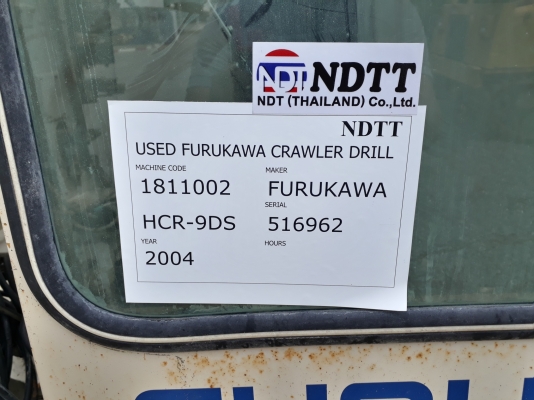 NDT NDTT
NDT (THAILAND) Co.,Ltd.
NDTT
USED FURUKAWA CRAWLER DRILL
MACHINE CODE MAKER
1811002 FURUKAWA
SERIAL
HCR-9DS 516962
YEAR HOURS
2004